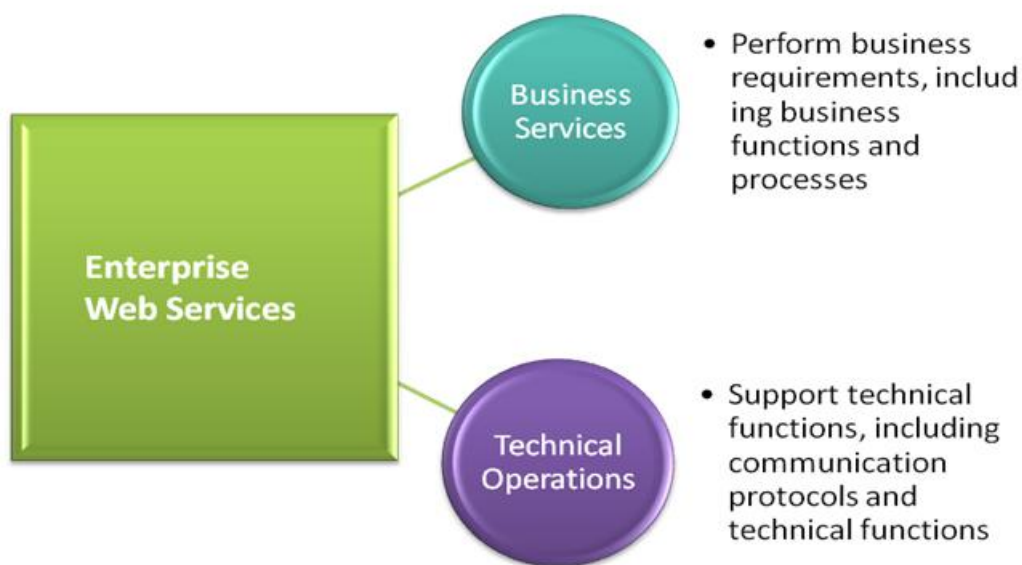 Enterprise
Web Services
Business
Services
• Perform business
requirements, includ
ing business
functions and
processes
Technical
Operations
• Support technical
functions, including
communication
protocols and
technical functions